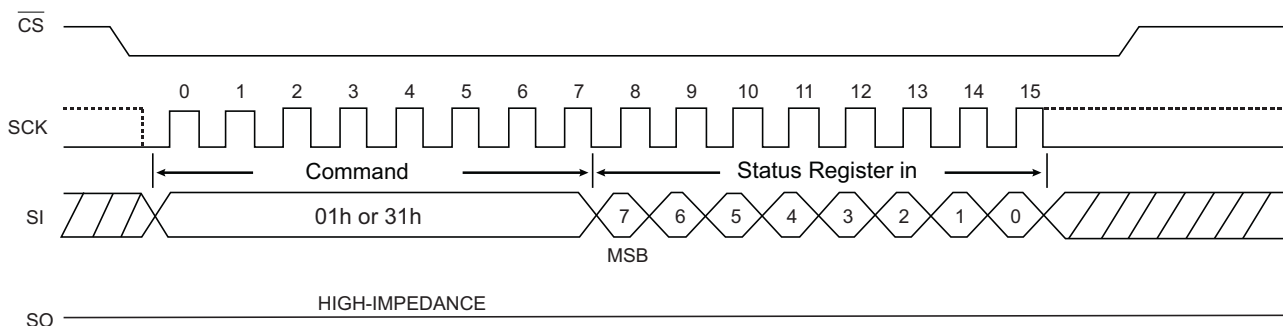 CS
0 1 2 3 4 5 6 7 8 9 10 11 12 13 14 15
SCK
Command Status Register in
SI 01h or 31h 7 6 5 4 3 2 1 0
MSB
HIGH-IMPEDANCE
SO